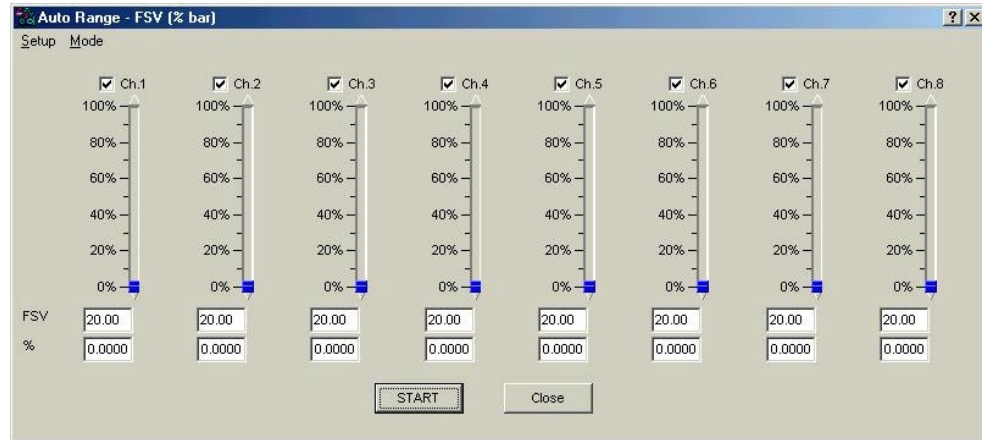 Auto Range - FSV (% bar)
Setup Mode
Ch.1 Ch.2 Ch.3 Ch.4 Ch.5 Ch.6 Ch.7 Ch.8
100% 100% 100% 100% 100% 100% 100% 100%
80% 80% 80% 80% 80% 80% 80% 80%
60% 60% 60% 60% 60% 60% 60% 60%
40% 40% 40% 40% 40% 40% 40% 40%
20% 20% 20% 20% 20% 20% 20% 20%
0% 0% 0% 0% 0% 0% 0% 0%
FSV 20.00 20.00 20.00 20.00 20.00 20.00 20.00 20.00
% 0.0000 0.0000 0.0000 0.0000 0.0000 0.0000 0.0000 0.0000
START Close